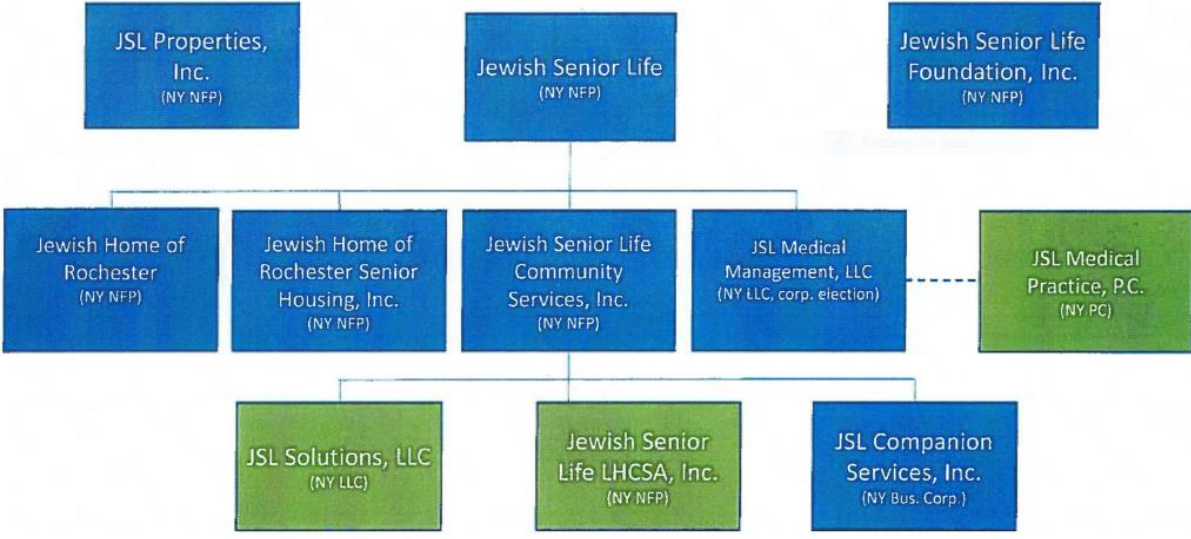 JSL Properties,
Inc.
(NY NFP)
Jewish Senior Life
(NY NFP)
Jewish Senior Life
Foundation, Inc.
(NY NFP)
Jewish Home of
Rochester
(NY NFP)
Jewish Home of
Rochester Senior
Housing, Inc.
(NY NFP)
Jewish Senior Life
Community
Services, Inc.
(NY NFP)
JSL Medical
Management, LLC
(NY LLC, corp. election)
JSL Medical
Practice, P.C.
(NY PC)
JSL Solutions, LLC
(NY LLC)
Jewish Senior
Life LHCSA, Inc.
(NY NFP)
JSL Companion
Services, Inc.
(NY Bus. Corp.)